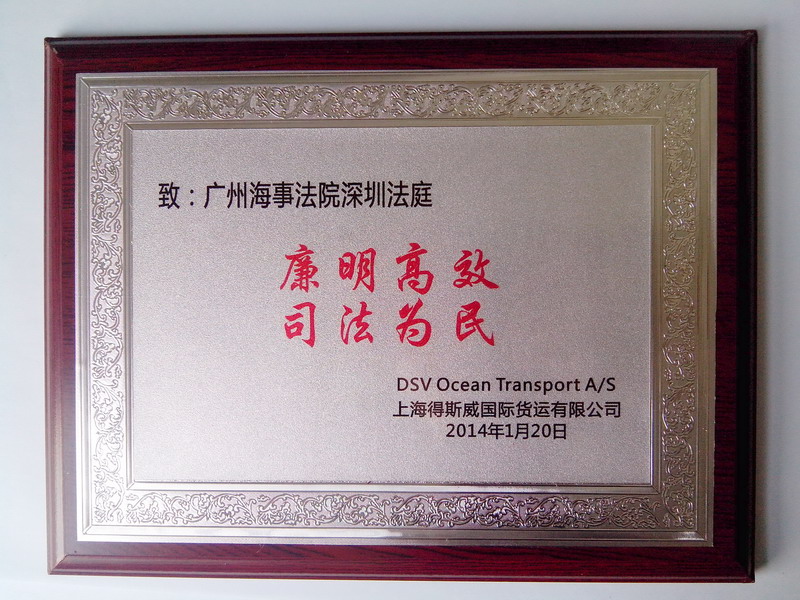 致：广州海事法院深圳法庭
廉明高效
司法为民
DSV Ocean Transport A/S
上海得斯威国际货运有限公司
2014年1月20日